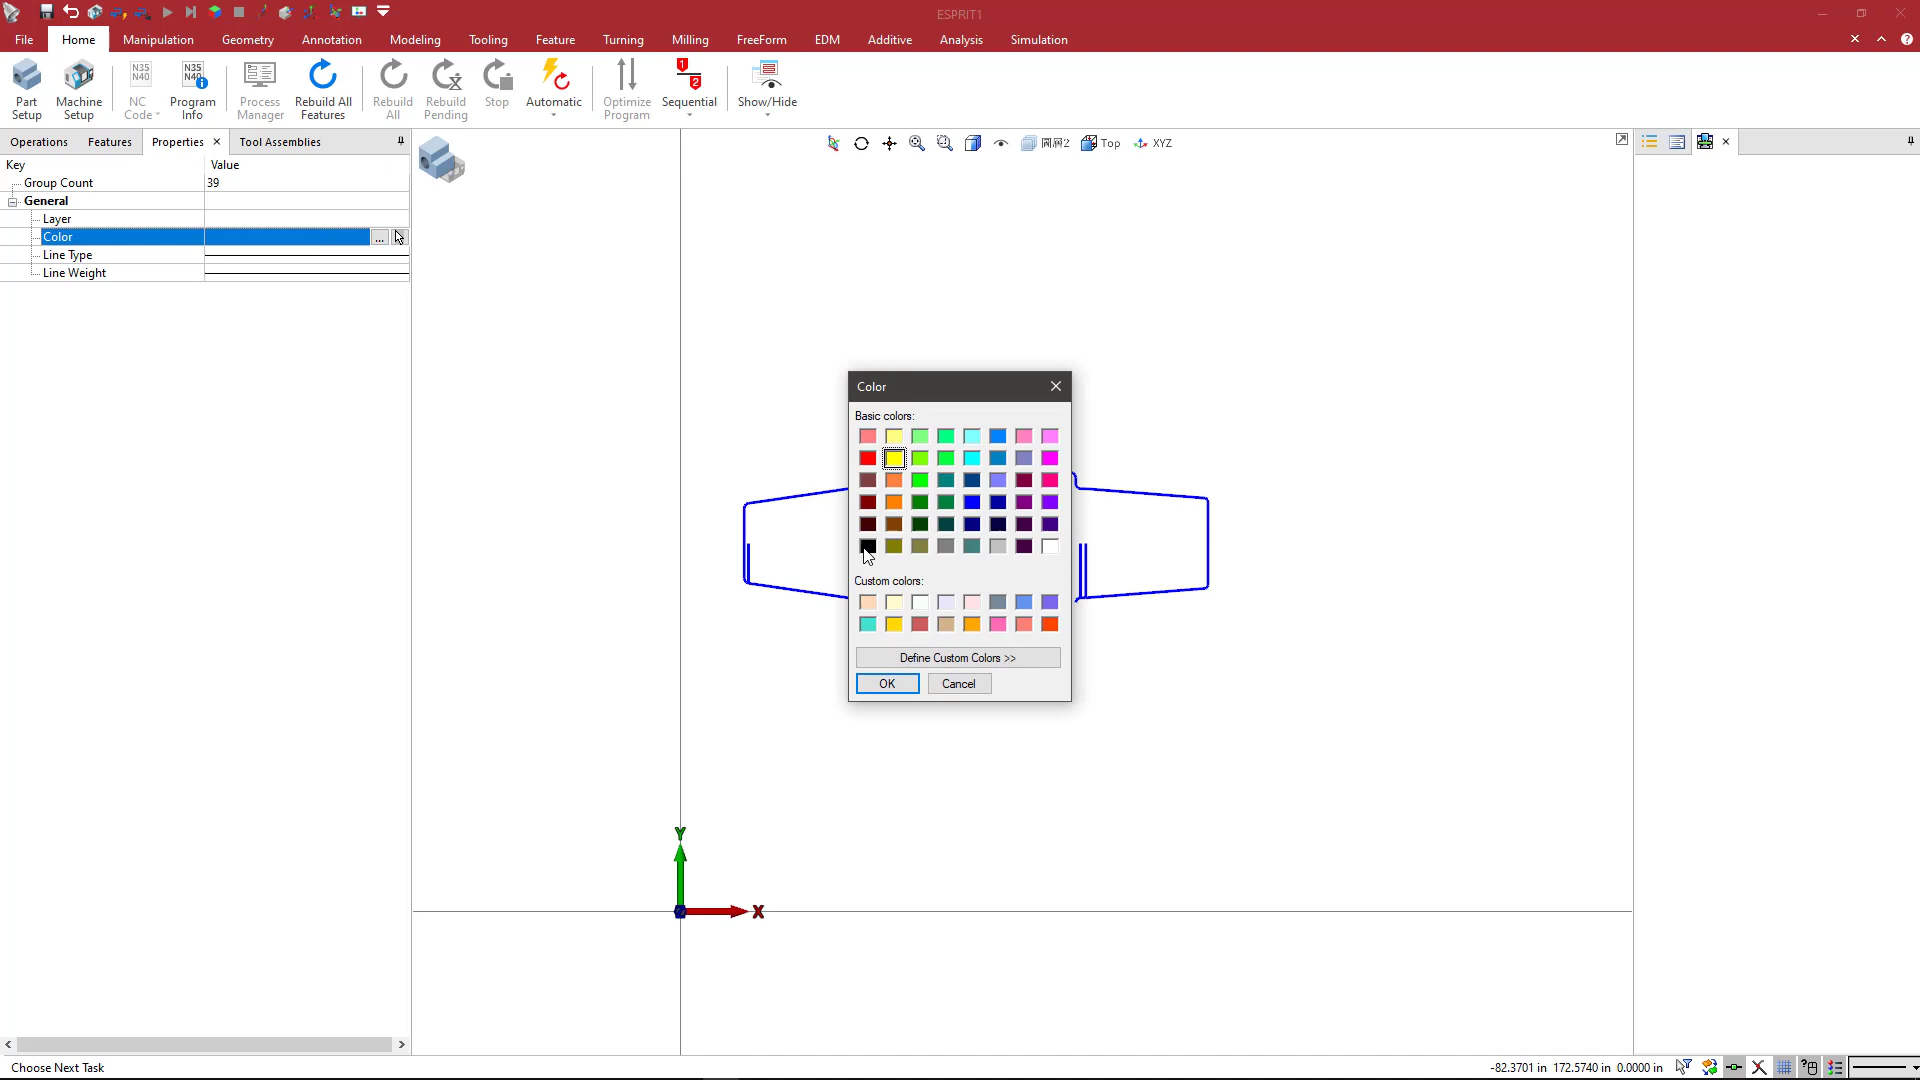 ESPRIT1
File Home Manipulation Geometry Annotation Modeling Tooling Feature Turning Milling FreeForm EDM Additive Analysis Simulation
Part Setup
Machine Setup
NC Code
Program Info
Process Manager
Rebuild All Features
Rebuild All
Rebuild Pending
Stop
Automatic
Optimize Program
Sequential
Show/Hide
Operations Features Properties Tool Assemblies
Key Value
Group Count 39
General
Layer
Color ...
Line Type
Line Weight
圖層2 Top XYZ
Color
Basic colors:
Custom colors:
Define Custom Colors >>
OK Cancel
Y
X
Choose Next Task
-82.3701 in 172.5740 in 0.0000 in